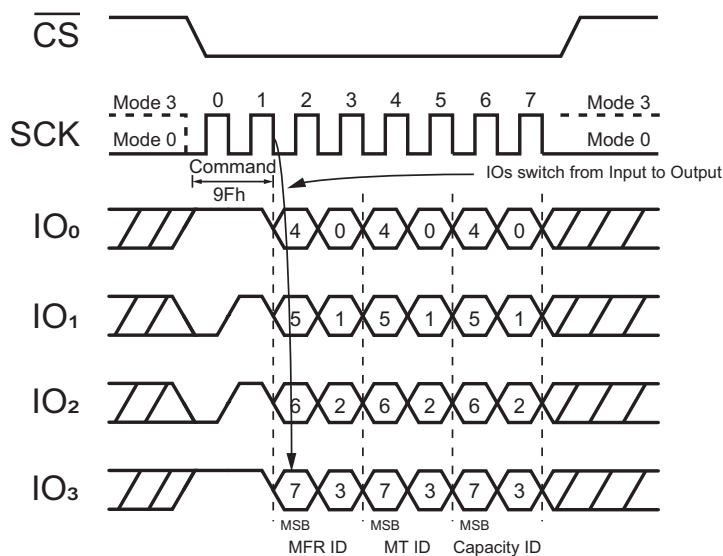 CS
Mode 3 0 1 2 3 4 5 6 7 Mode 3
SCK Mode 0 Mode 0
Command
IOs switch from Input to Output
9Fh
IO₀ 4 0 4 0 4 0
IO₁ 5 1 5 1 5 1
IO₂ 6 2 6 2 6 2
IO₃ 7 3 7 3 7 3
MSB MSB MSB
MFR ID MT ID Capacity ID